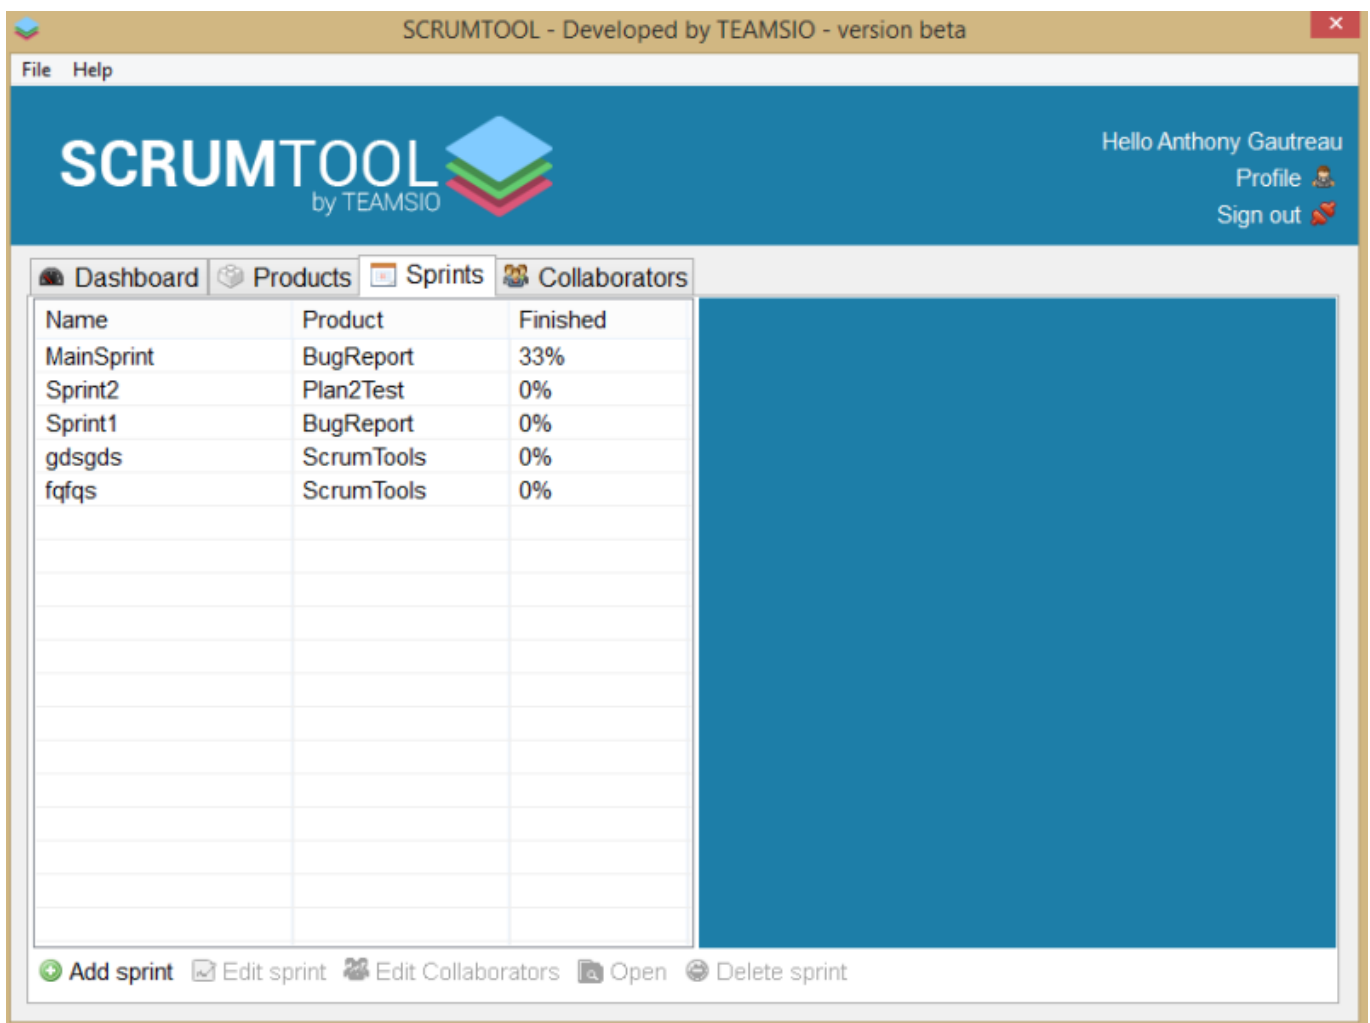 SCRUMTOOL - Developed by TEAMSIO - version beta
File Help
SCRUMTOOL
by TEAMSIO
Hello Anthony Gautreau
Profile
Sign out
Dashboard Products Sprints Collaborators
Name Product Finished
MainSprint BugReport 33%
Sprint2 Plan2Test 0%
Sprint1 BugReport 0%
gdsgds ScrumTools 0%
fqfqs ScrumTools 0%
Add sprint Edit sprint Edit Collaborators Open Delete sprint